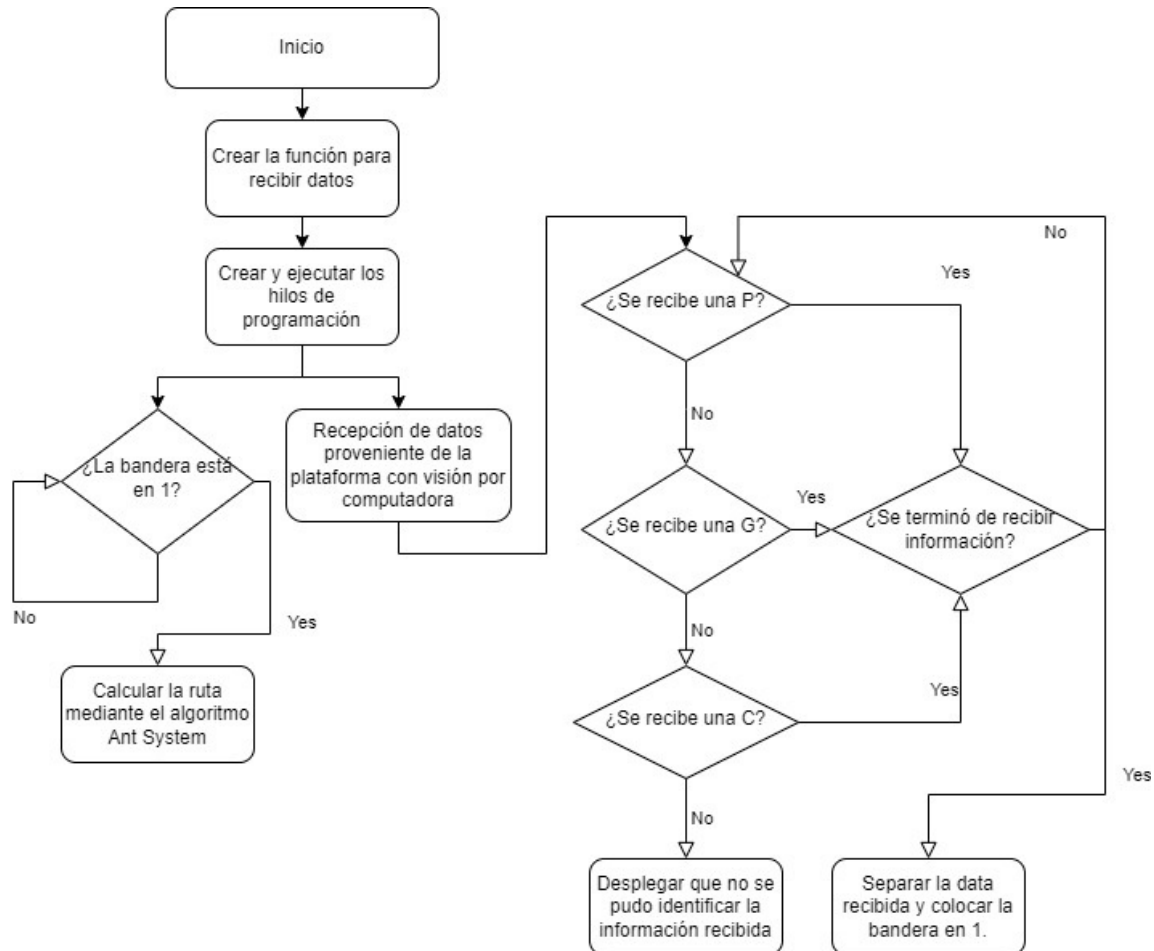 Inicio
Crear la función para
recibir datos
Crear y ejecutar los
hilos de
programación
¿La bandera está
en 1?
No
Yes
Calcular la ruta
mediante el algoritmo
Ant System
Recepción de datos
proveniente de la
plataforma con visión por
computadora
¿Se recibe una P?
No
Yes
No
¿Se recibe una G?
Yes
¿Se terminó de recibir
información?
No
¿Se recibe una C?
Yes
Yes
No
Desplegar que no se
pudo identificar la
información recibida
Separar la data
recibida y colocar la
bandera en 1.